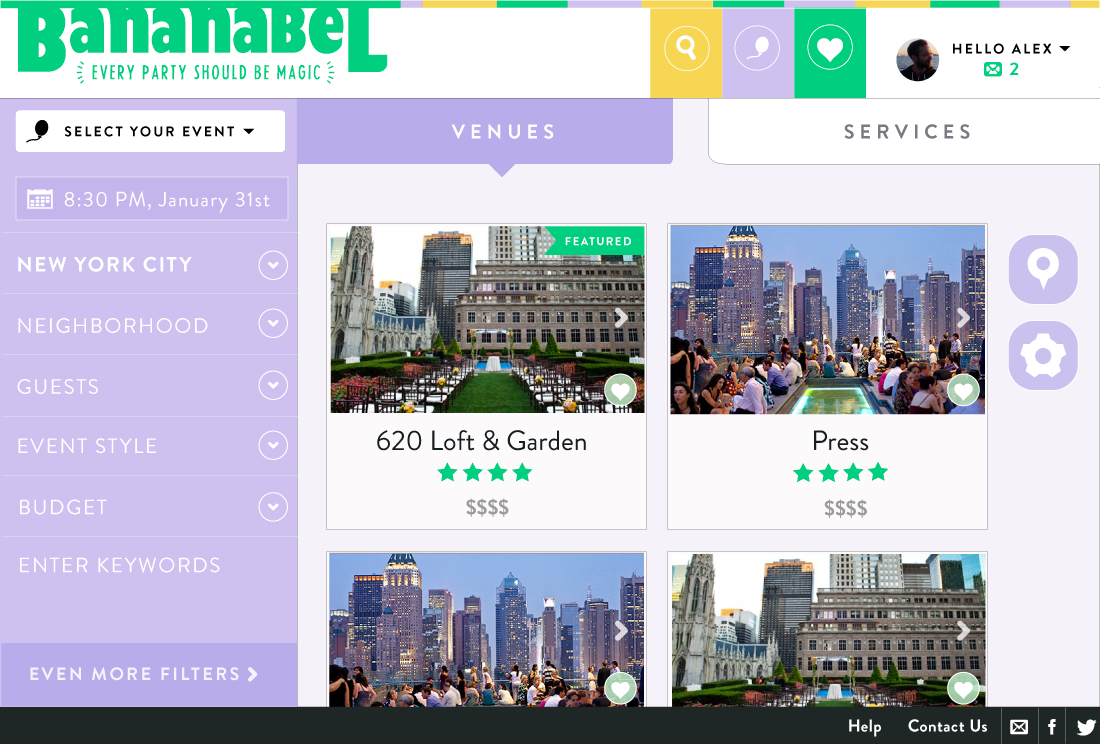 BananaBeL
EVERY PARTY SHOULD BE MAGIC
HELLO ALEX
2
SELECT YOUR EVENT
8:30 PM, January 31st
NEW YORK CITY
NEIGHBORHOOD
GUESTS
EVENT STYLE
BUDGET
ENTER KEYWORDS
EVEN MORE FILTERS
VENUES
SERVICES
FEATURED
620 Loft & Garden
$$$$
Press
$$$$
Help
Contact Us